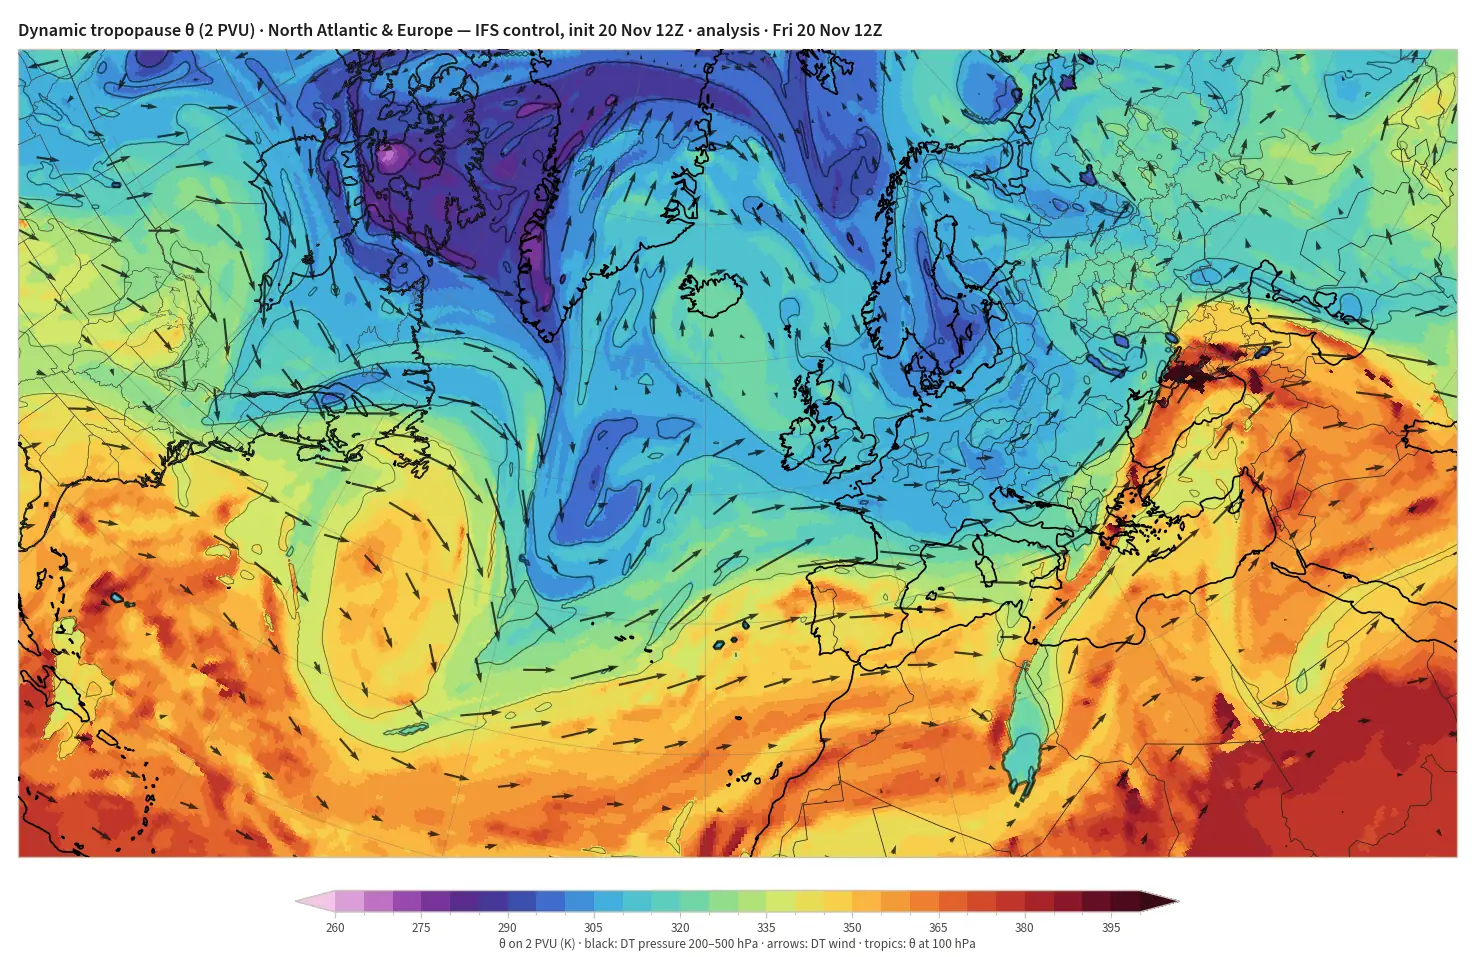 Dynamic tropopause θ (2 PVU) · North Atlantic & Europe — IFS control, init 20 Nov 12Z · analysis · Fri 20 Nov 12Z
260 275 290 305 320 335 350 365 380 395
θ on 2 PVU (K) · black: DT pressure 200–500 hPa · arrows: DT wind · tropics: θ at 100 hPa